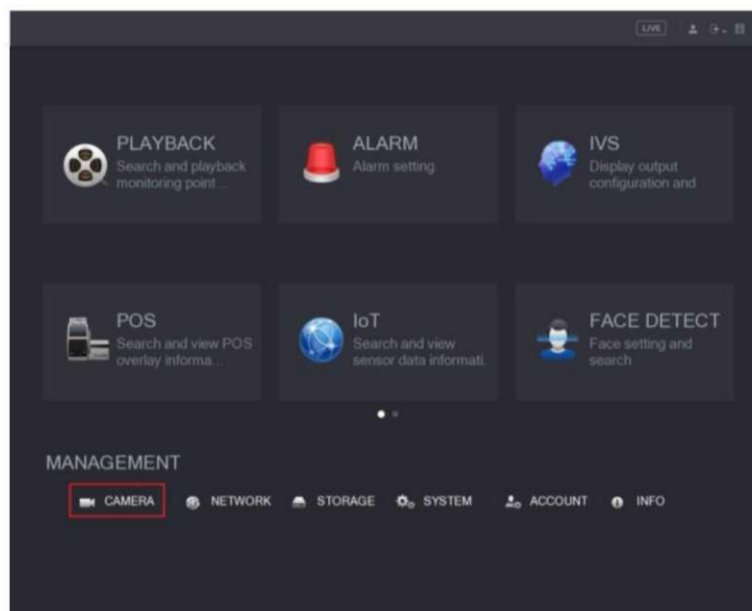 LIVE
PLAYBACK
Search and playback
monitoring point ...
ALARM
Alarm setting
IVS
Display output
configuration and
POS
Search and view POS
overlay informa...
IoT
Search and view
sensor data informati.
FACE DETECT
Face setting and
search
MANAGEMENT
CAMERA NETWORK STORAGE SYSTEM ACCOUNT INFO